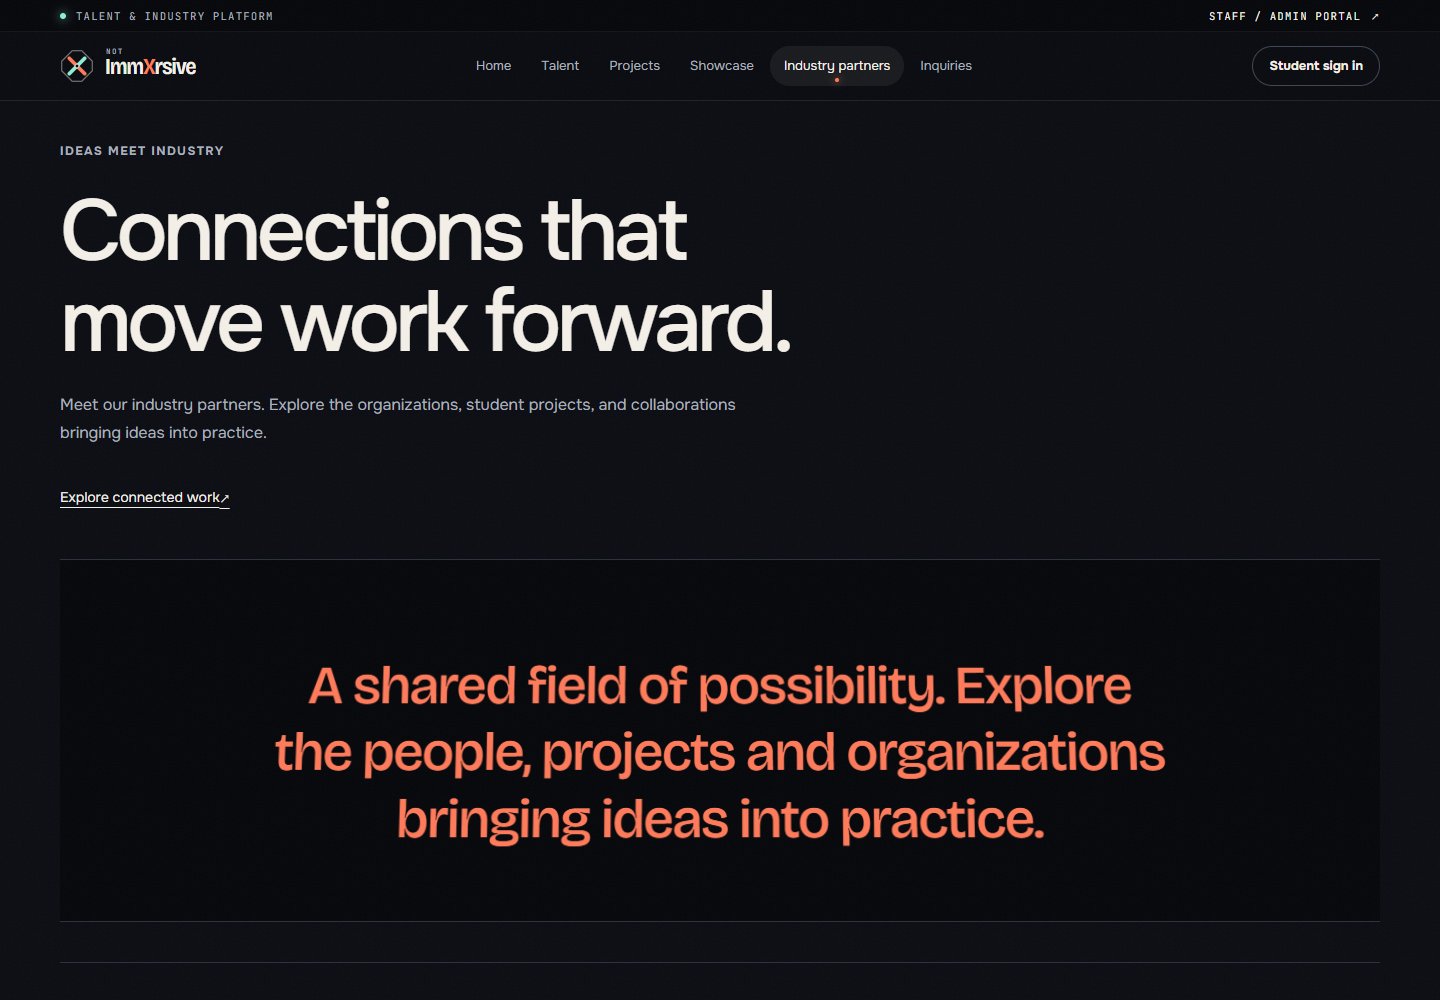 TALENT & INDUSTRY PLATFORM
STAFF / ADMIN PORTAL ↗
NOT
ImmXrsive
Home
Talent
Projects
Showcase
Industry partners
Inquiries
Student sign in
IDEAS MEET INDUSTRY
Connections that
move work forward.
Meet our industry partners. Explore the organizations, student projects, and collaborations
bringing ideas into practice.
Explore connected work↗
A shared field of possibility. Explore
the people, projects and organizations
bringing ideas into practice.